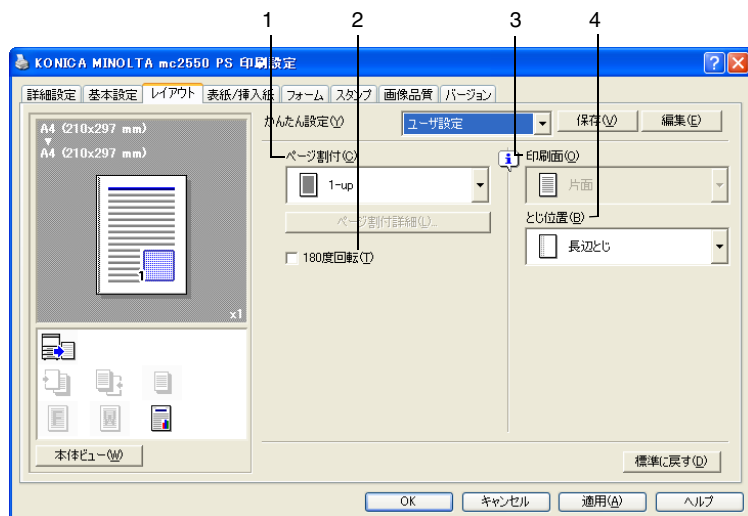 1 2 3 4
KONICA MINOLTA mc2550 PS 印刷設定
詳細設定 基本設定 レイアウト 表紙/挿入紙 フォーム スタンプ 画像品質 バージョン
A4 (210x297 mm)
A4 (210x297 mm)
1
x1
F W
本体ビュー(W)
かんたん設定(Y) ユーザ設定 保存(V) 編集(E)
ページ割付(C)
1-up
ページ割付詳細(L)...
180度回転(T)
印刷面(O)
片面
とじ位置(B)
長辺とじ
標準に戻す(D)
OK キャンセル 適用(A) ヘルプ